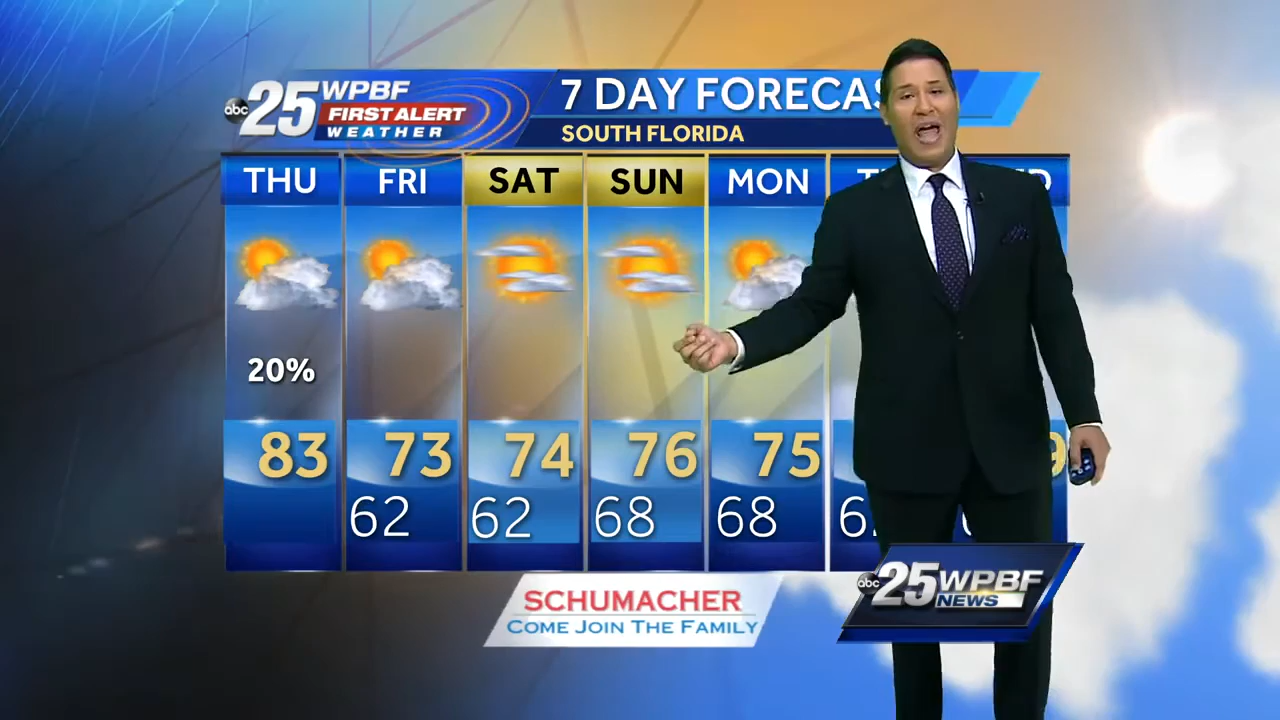 abc 25 WPBF
FIRST ALERT
WEATHER
7 DAY FORECAS
SOUTH FLORIDA
THU FRI SAT SUN MON
20%
83 73 74 76 75
62 62 68 68
SCHUMACHER
COME JOIN THE FAMILY
abc 25 WPBF
NEWS